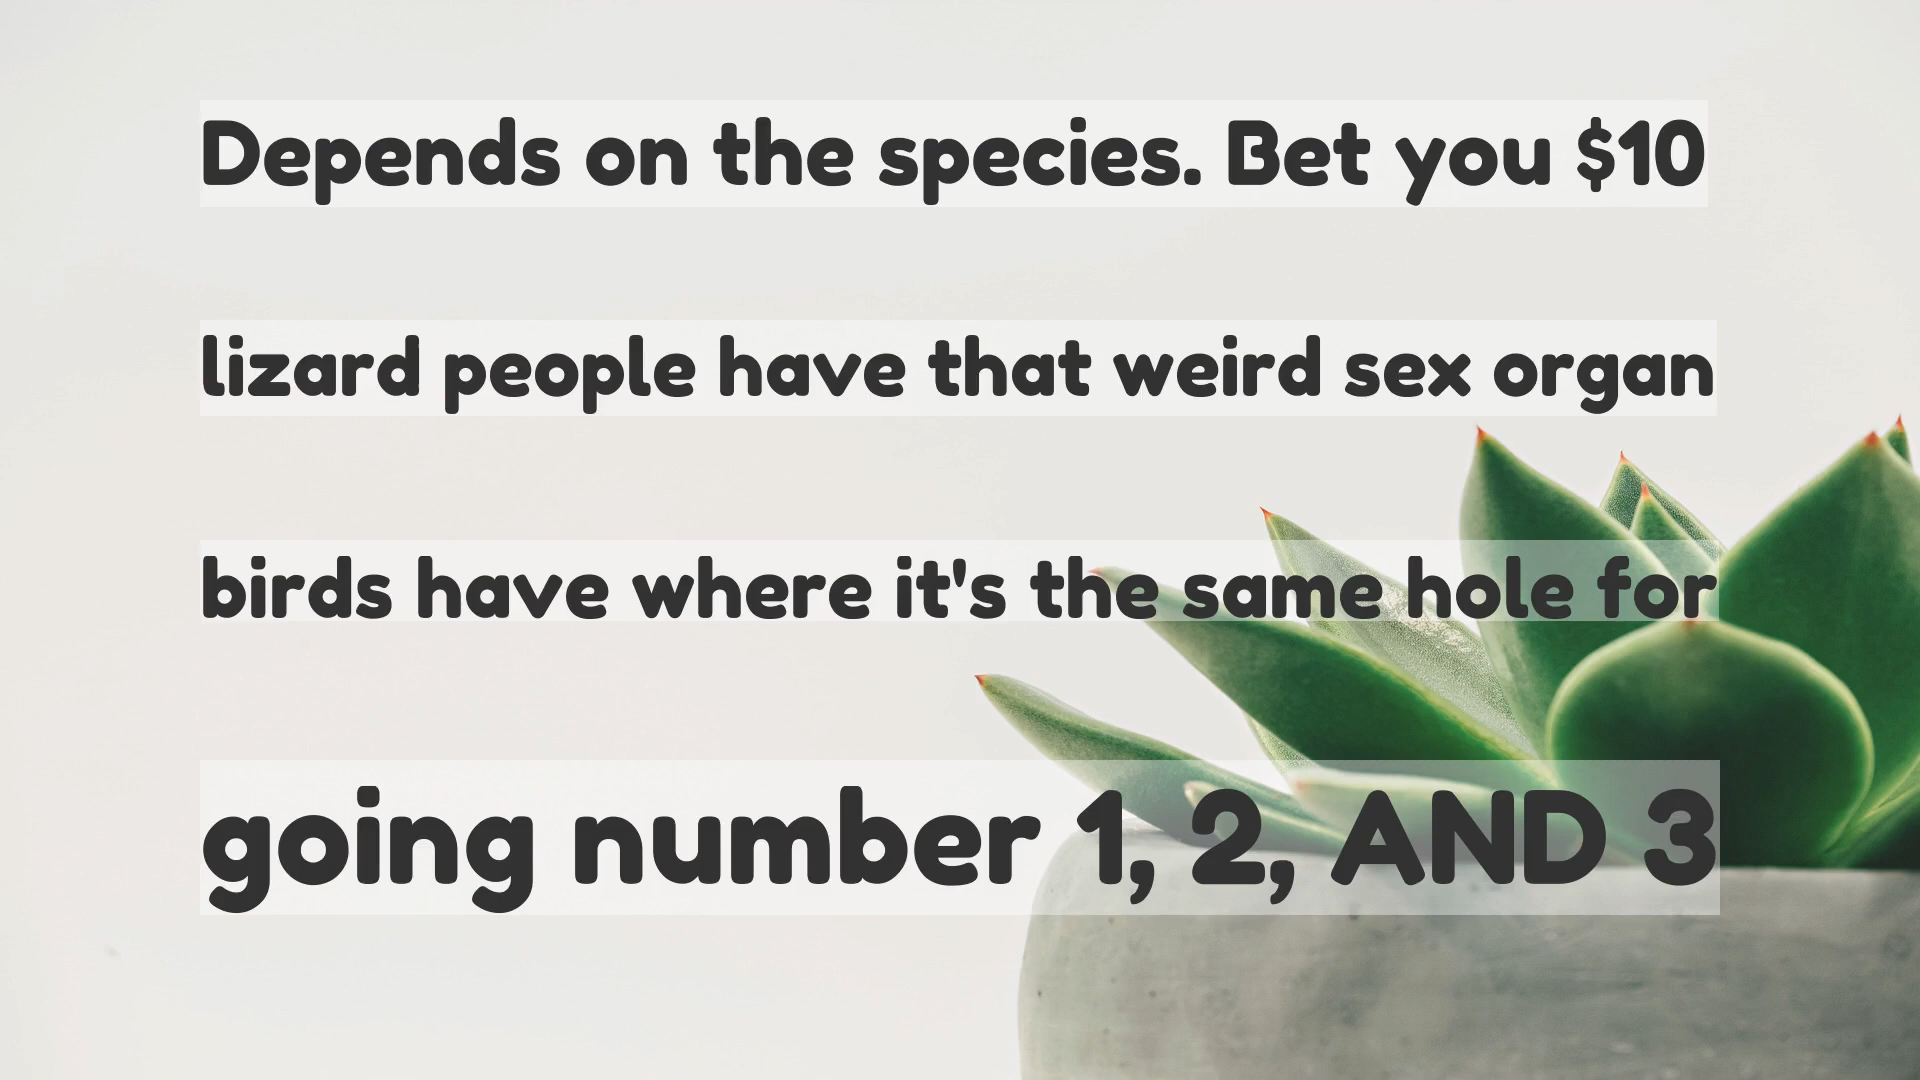 Depends on the species. Bet you $10
lizard people have that weird sex organ
birds have where it's the same hole for
going number 1, 2, AND 3